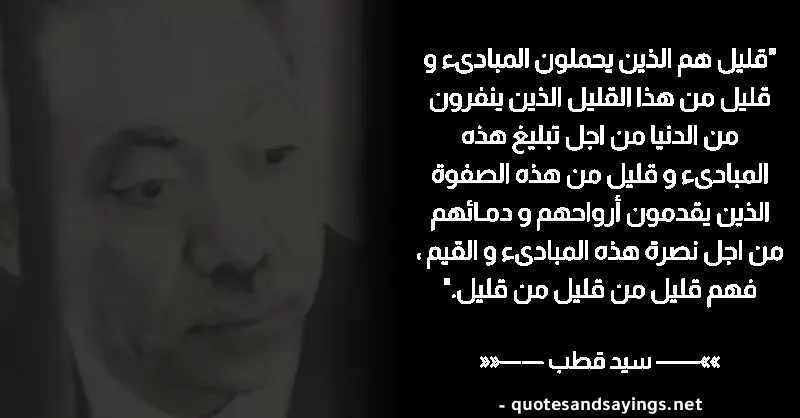 "قليل هم الذين يحملون المبادىء و
قليل من هذا القليل الذين ينفرون
من الدنيا من اجل تبليغ هذه
المبادىء و قليل من هذه الصفوة
الذين يقدمون أرواحهم و دمـائهم
من اجل نصرة هذه المبادىء و القيم ،
فهم قليل من قليل من قليل."
»»—— سيد قطب ——««
- quotesandsayings.net